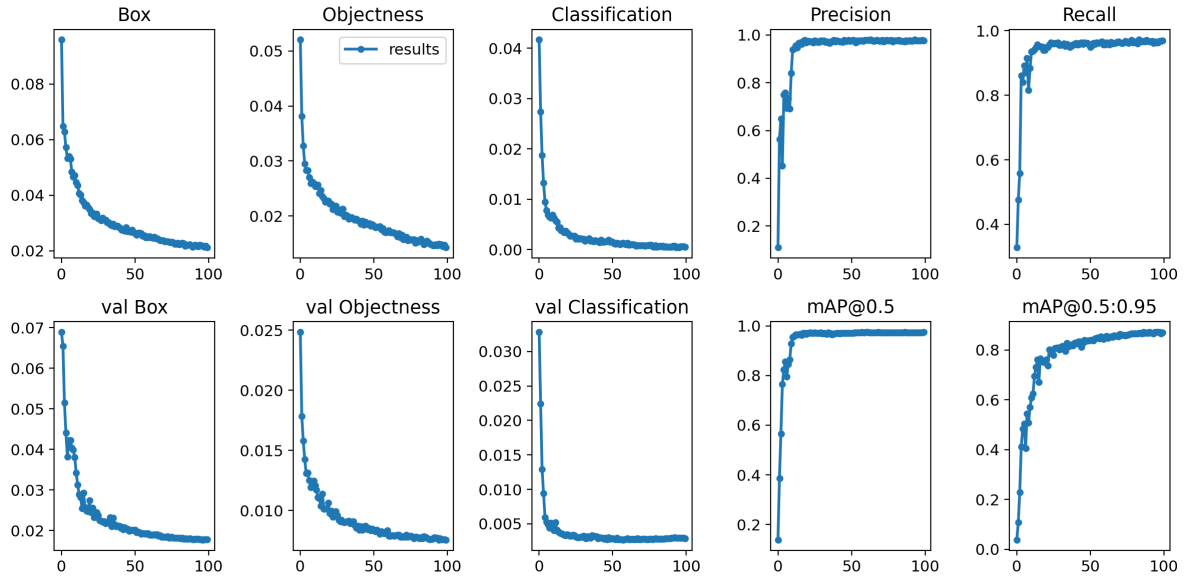 Box
Objectness
Classification
Precision
Recall
0.08
0.06
0.04
0.02
0 50 100
results
0.05
0.04
0.03
0.02
0 50 100
0.04
0.03
0.02
0.01
0.00
0 50 100
1.0
0.8
0.6
0.4
0.2
0 50 100
1.0
0.8
0.6
0.4
0 50 100
val Box
val Objectness
val Classification
mAP@0.5
mAP@0.5:0.95
0.07
0.06
0.05
0.04
0.03
0.02
0 50 100
0.025
0.020
0.015
0.010
0 50 100
0.030
0.025
0.020
0.015
0.010
0.005
0 50 100
1.0
0.8
0.6
0.4
0.2
0 50 100
0.8
0.6
0.4
0.2
0.0
0 50 100